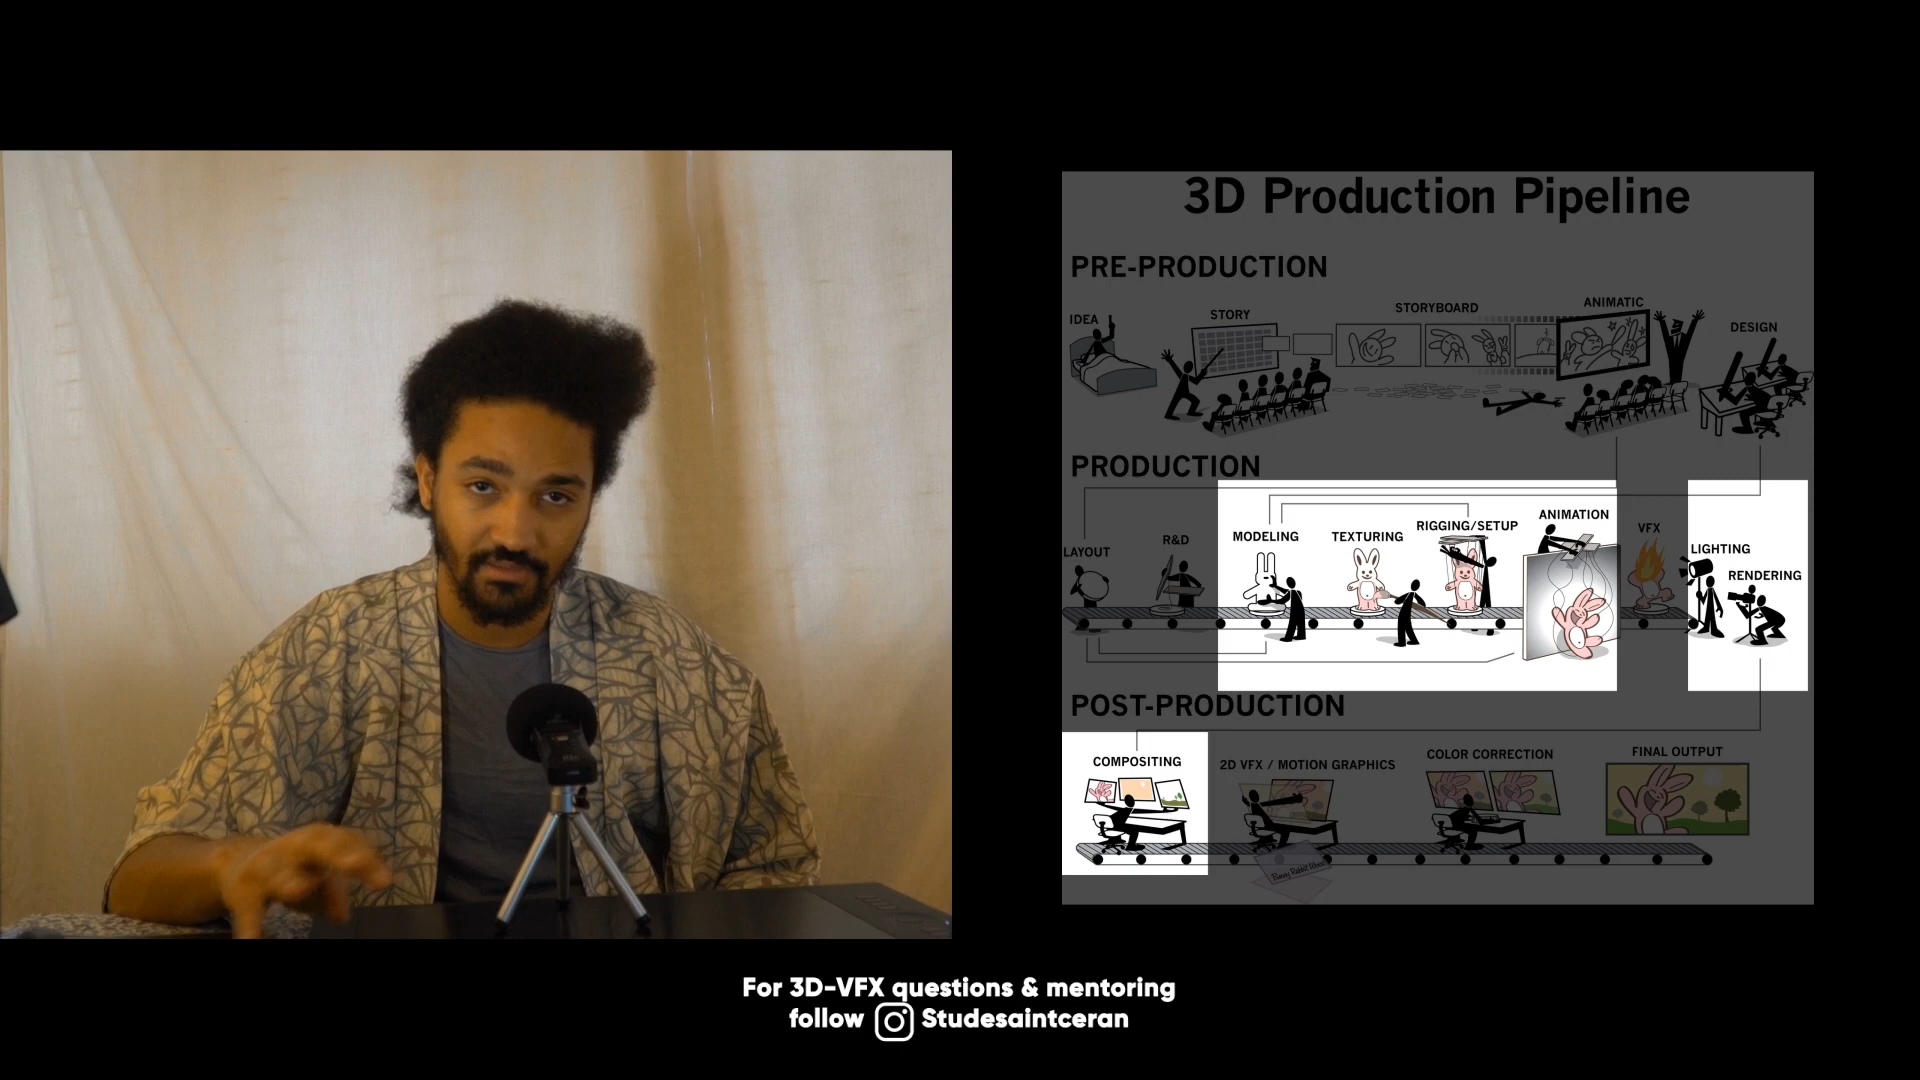 3D Production Pipeline
PRE-PRODUCTION
IDEA
STORY
STORYBOARD
ANIMATIC
DESIGN
PRODUCTION
LAYOUT
R&D
MODELING
TEXTURING
RIGGING/SETUP
ANIMATION
VFX
LIGHTING
RENDERING
POST-PRODUCTION
COMPOSITING
2D VFX / MOTION GRAPHICS
COLOR CORRECTION
FINAL OUTPUT
For 3D-VFX questions & mentoring
follow Studesaintceran